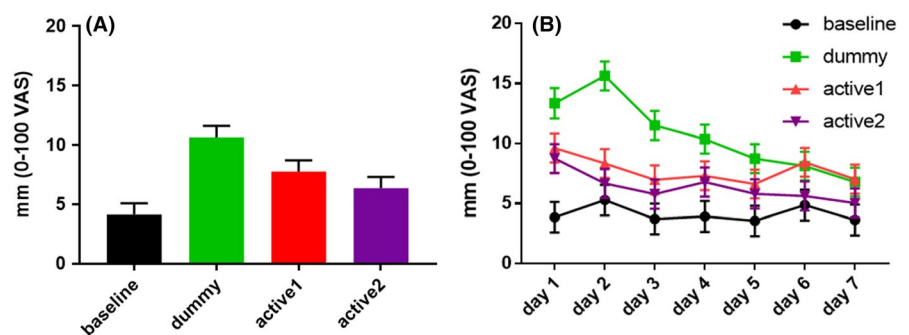 (A)
mm (0-100 VAS)
20
15
10
5
0
baseline
dummy
active1
active2
(B)
mm (0-100 VAS)
20
15
10
5
0
day 1
day 2
day 3
day 4
day 5
day 6
day 7
baseline
dummy
active1
active2